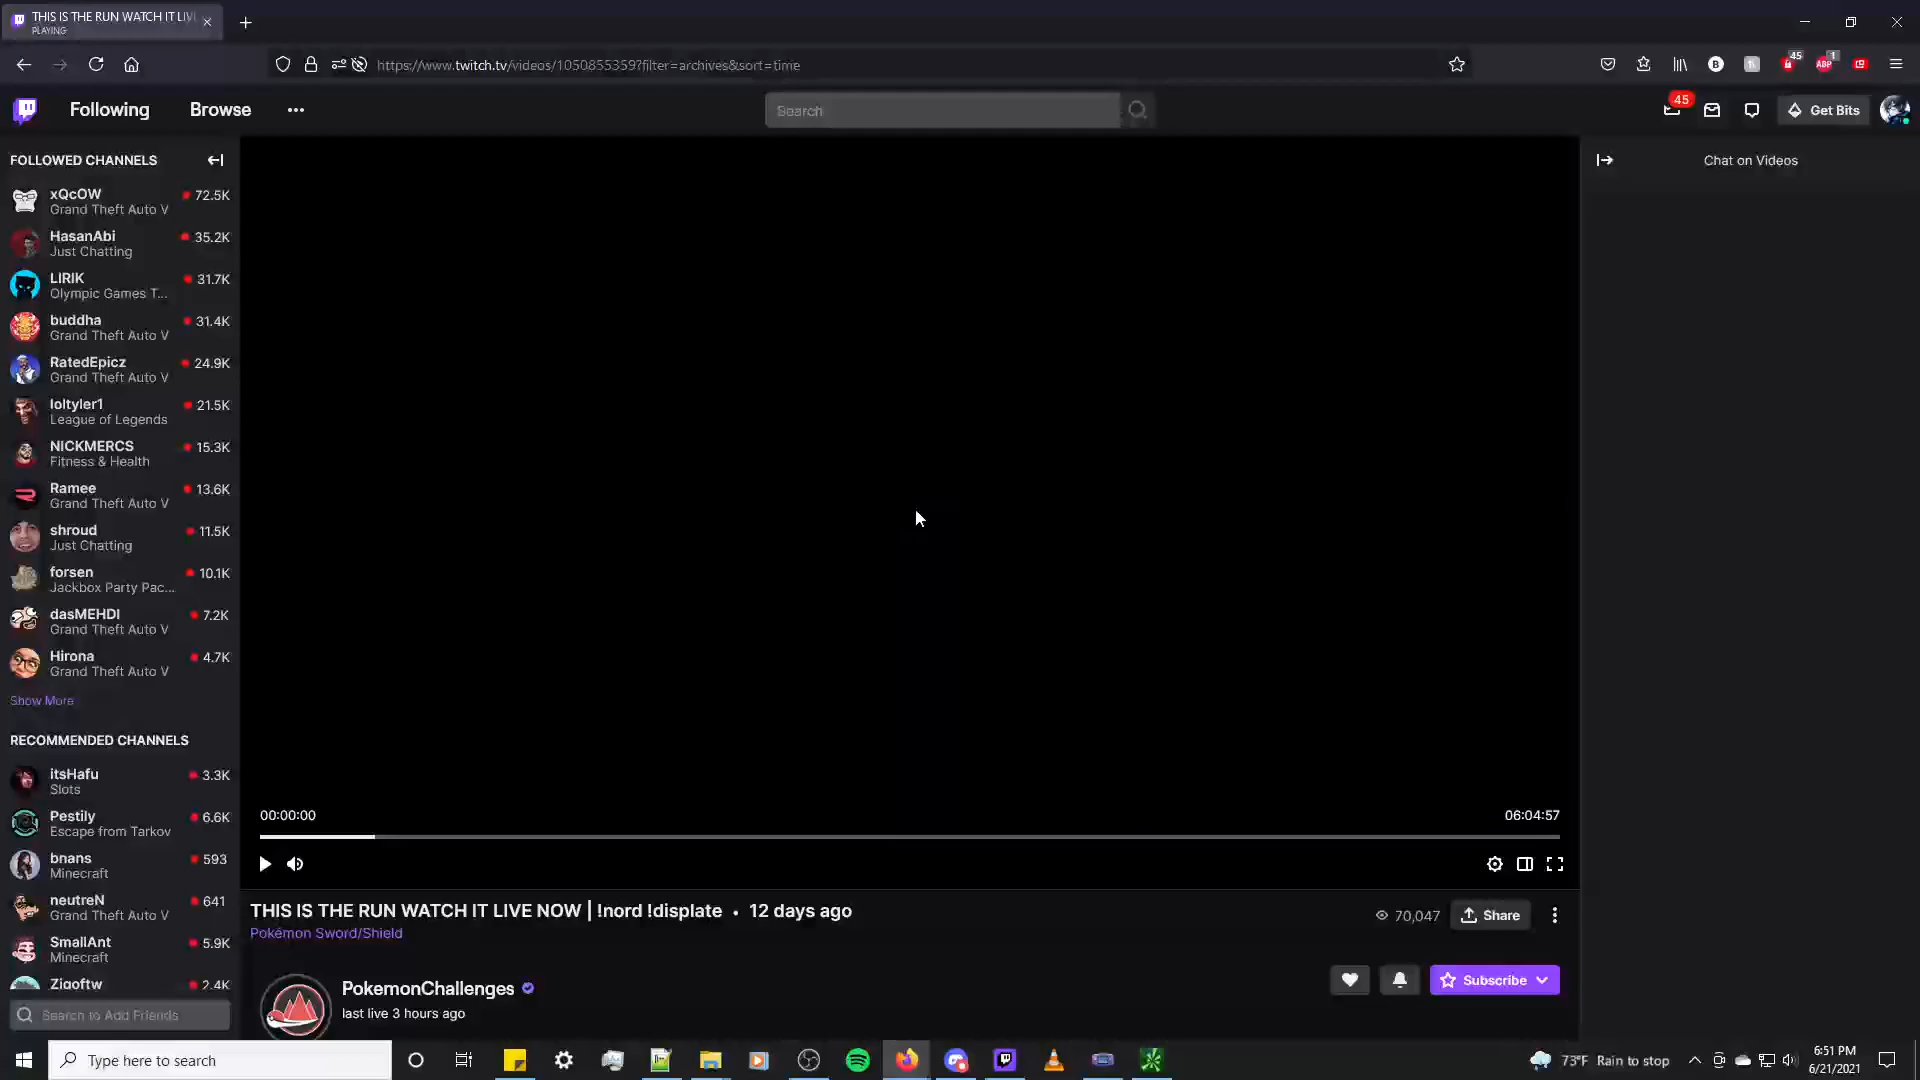 THIS IS THE RUN WATCH IT LIV
PLAYING
https://www.twitch.tv/videos/1050855359?filter=archives&sort=time
45
ABP
1
Following
Browse
Search
45
Get Bits
FOLLOWED CHANNELS
xQcOW
72.5K
Grand Theft Auto V
HasanAbi
35.2K
Just Chatting
LIRIK
31.7K
Olympic Games T...
buddha
31.4K
Grand Theft Auto V
RatedEpicz
24.9K
Grand Theft Auto V
loltyler1
21.5K
League of Legends
NICKMERCS
15.3K
Fitness & Health
Ramee
13.6K
Grand Theft Auto V
shroud
11.5K
Just Chatting
forsen
10.1K
Jackbox Party Pac...
dasMEHDI
7.2K
Grand Theft Auto V
Hirona
4.7K
Grand Theft Auto V
Show More
RECOMMENDED CHANNELS
itsHafu
3.3K
Slots
Pestily
6.6K
Escape from Tarkov
bnans
593
Minecraft
neutreN
641
Grand Theft Auto V
SmallAnt
5.9K
Minecraft
Zigoftw
2.4K
Search to Add Friends
Chat on Videos
00:00:00
06:04:57
THIS IS THE RUN WATCH IT LIVE NOW | !nord !displate • 12 days ago
Pokémon Sword/Shield
70,047
Share
PokemonChallenges
last live 3 hours ago
Subscribe
Type here to search
73°F Rain to stop
6:51 PM
6/21/2021